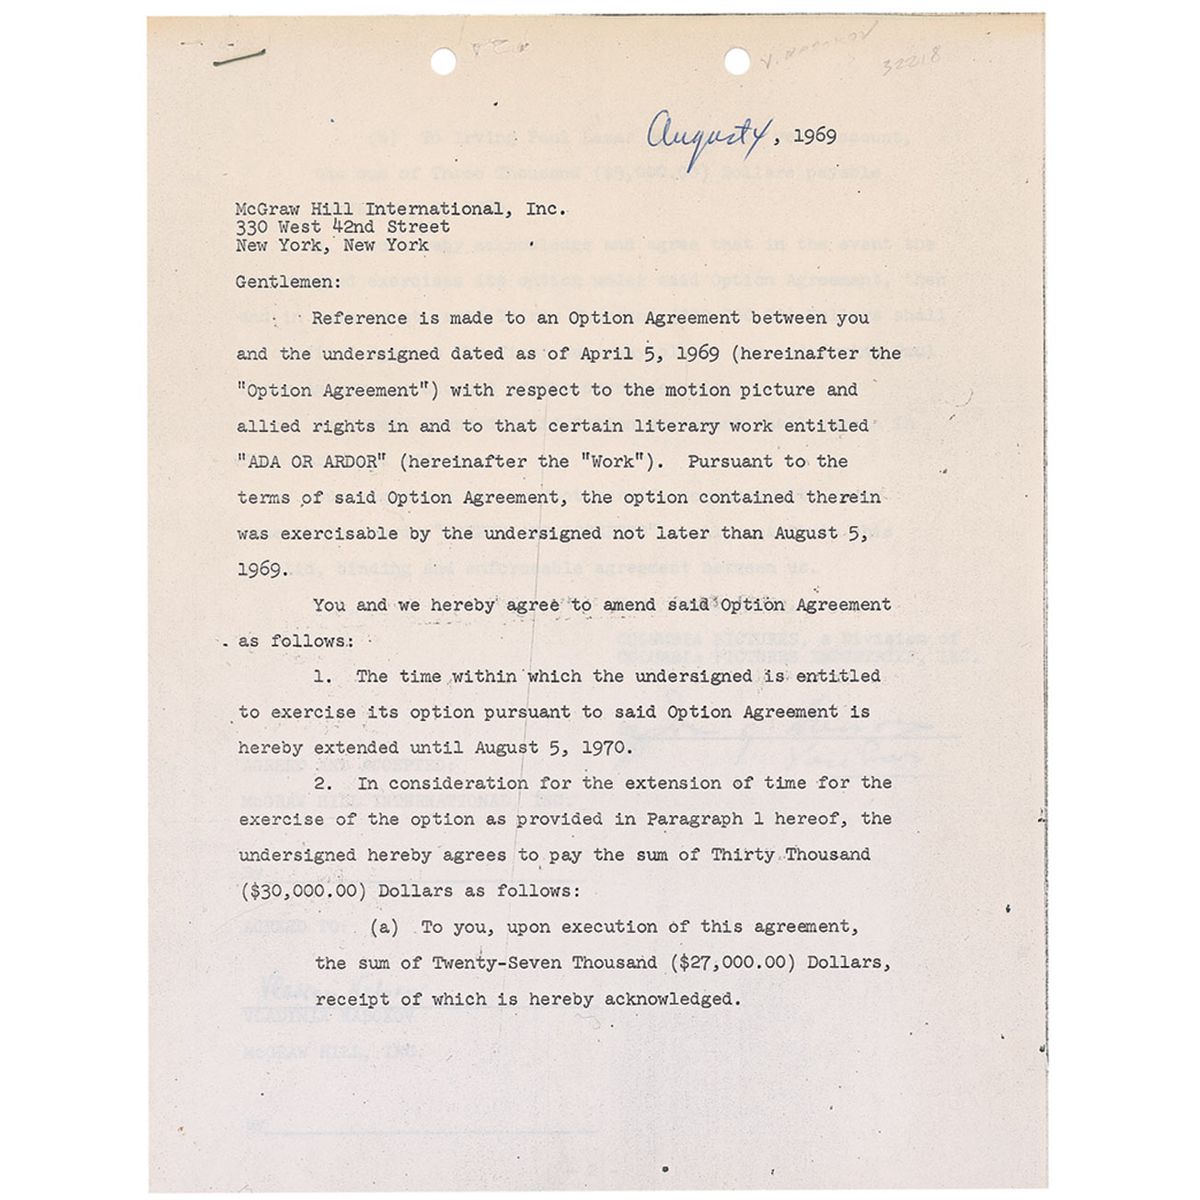 32218
August 4, 1969
McGraw Hill International, Inc.
330 West 42nd Street
New York, New York
Gentlemen:
Reference is made to an Option Agreement between you
and the undersigned dated as of April 5, 1969 (hereinafter the
"Option Agreement") with respect to the motion picture and
allied rights in and to that certain literary work entitled
"ADA OR ARDOR" (hereinafter the "Work"). Pursuant to the
terms of said Option Agreement, the option contained therein
was exercisable by the undersigned not later than August 5,
1969.
You and we hereby agree to amend said Option Agreement
as follows:
1. The time within which the undersigned is entitled
to exercise its option pursuant to said Option Agreement is
hereby extended until August 5, 1970.
2. In consideration for the extension of time for the
exercise of the option as provided in Paragraph 1 hereof, the
undersigned hereby agrees to pay the sum of Thirty Thousand
($30,000.00) Dollars as follows:
(a) To you, upon execution of this agreement,
the sum of Twenty-Seven Thousand ($27,000.00) Dollars,
receipt of which is hereby acknowledged.